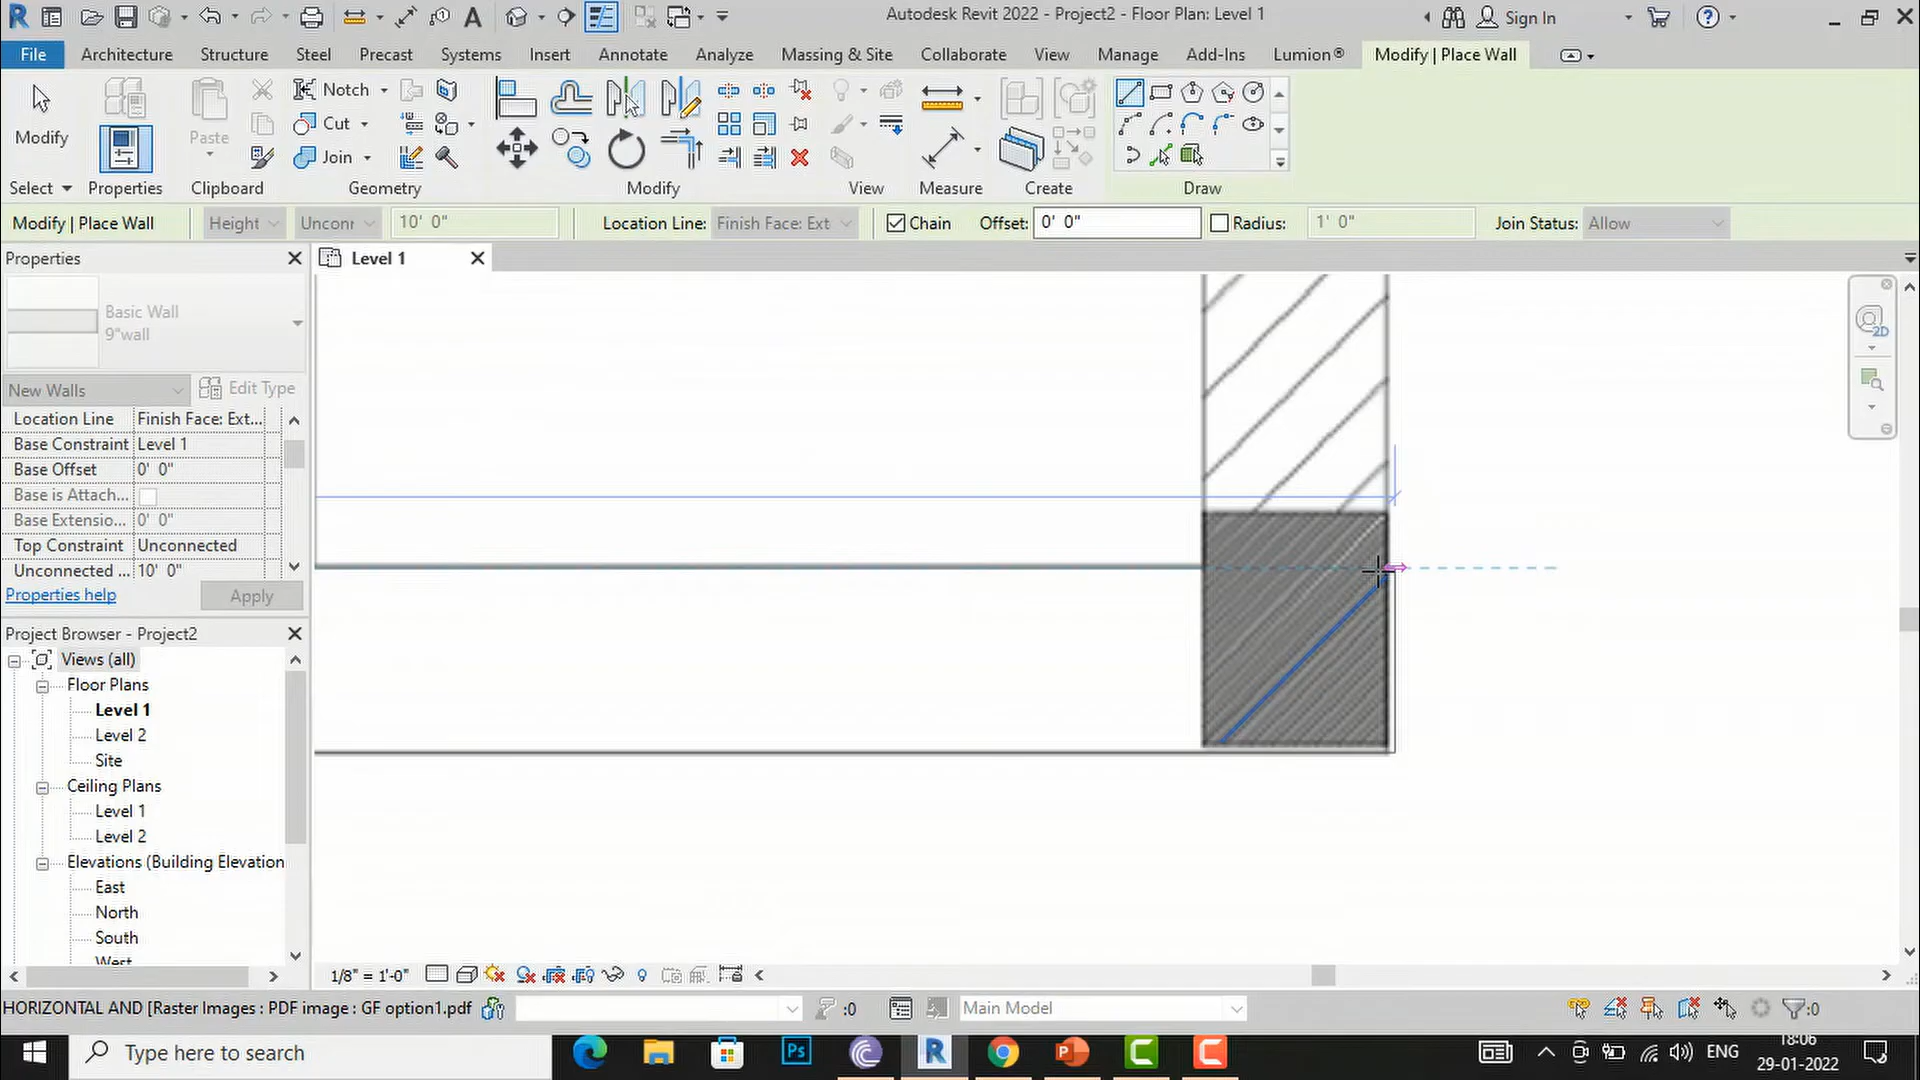 Autodesk Revit 2022 - Project2 - Floor Plan: Level 1
Sign In
File Architecture Structure Steel Precast Systems Insert Annotate Analyze Massing & Site Collaborate View Manage Add-Ins Lumion® Modify | Place Wall
Modify
Paste
Notch
Cut
Join
Select Properties Clipboard Geometry Modify View Measure Create Draw
Modify | Place Wall Height Unconr 10' 0" Location Line: Finish Face: Ext Chain Offset: 0' 0" Radius: 1' 0" Join Status: Allow
Properties
Level 1
Basic Wall
9"wall
New Walls Edit Type
Location Line Finish Face: Ext...
Base Constraint Level 1
Base Offset 0' 0"
Base is Attach...
Base Extensio... 0' 0"
Top Constraint Unconnected
Unconnected ... 10' 0"
Properties help Apply
Project Browser - Project2
Views (all)
Floor Plans
Level 1
Level 2
Site
Ceiling Plans
Level 1
Level 2
Elevations (Building Elevation
East
North
South
West
2D
1/8" = 1'-0"
HORIZONTAL AND [Raster Images : PDF image : GF option1.pdf
:0
Main Model
:0
Type here to search
Ps
R
ENG
18:06
29-01-2022